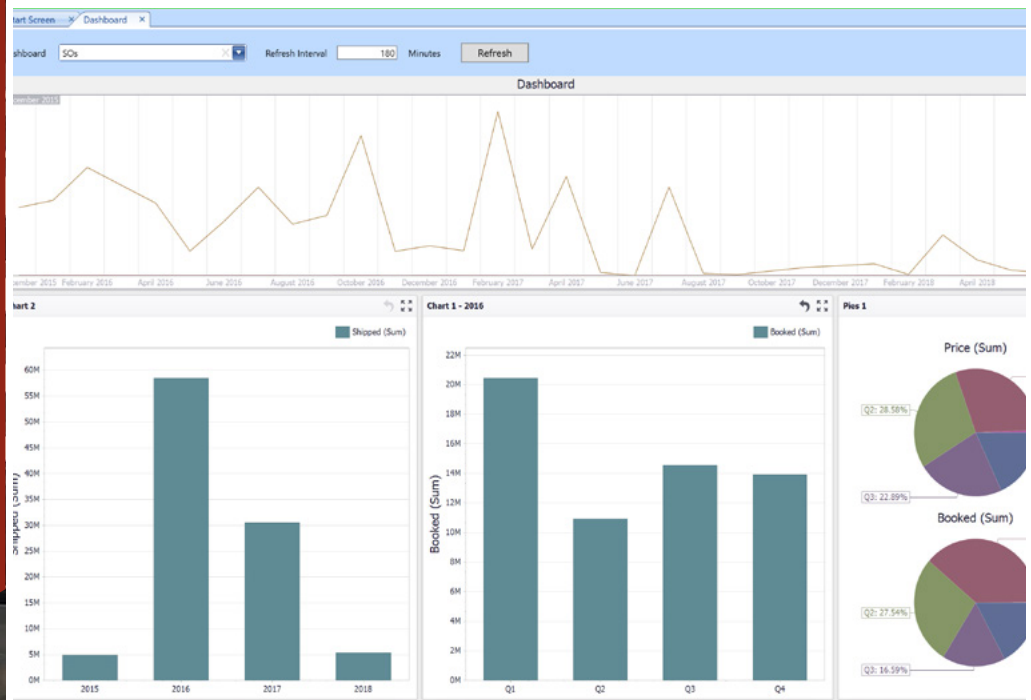 tart Screen × Dashboard ×
shboard SOs Refresh Interval 180 Minutes Refresh
Dashboard
cember 2015
ember 2015 February 2016 April 2016 June 2016 August 2016 October 2016 December 2016 February 2017 April 2017 June 2017 August 2017 October 2017 December 2017 February 2018 April 2018
hart 2
Shipped (Sum)
Shipped (Sum)
60M
55M
50M
45M
40M
35M
30M
25M
20M
15M
10M
5M
0M
2015 2016 2017 2018
Chart 1 - 2016
Booked (Sum)
Booked (Sum)
22M
20M
18M
16M
14M
12M
10M
8M
6M
4M
2M
0M
Q1 Q2 Q3 Q4
Pies 1
Price (Sum)
Q2: 28.58%
Q3: 22.89%
Booked (Sum)
Q2: 27.54%
Q3: 16.59%